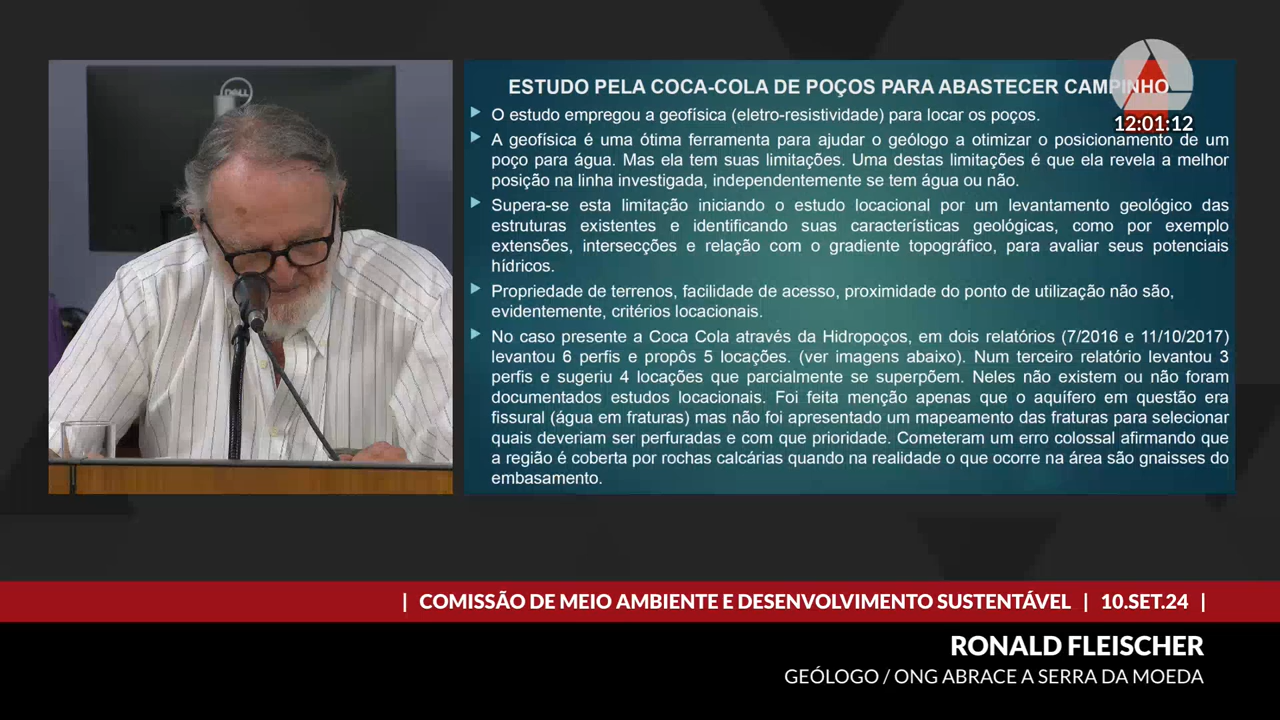 DELL
ESTUDO PELA COCA-COLA DE POÇOS PARA ABASTECER CAMPINHO
12:01:12
O estudo empregou a geofísica (eletro-resistividade) para locar os poços.
A geofísica é uma ótima ferramenta para ajudar o geólogo a otimizar o posicionamento de um
poço para água. Mas ela tem suas limitações. Uma destas limitações é que ela revela a melhor
posição na linha investigada, independentemente se tem água ou não.
Supera-se esta limitação iniciando o estudo locacional por um levantamento geológico das
estruturas existentes e identificando suas características geológicas, como por exemplo
extensões, intersecções e relação com o gradiente topográfico, para avaliar seus potenciais
hídricos.
Propriedade de terrenos, facilidade de acesso, proximidade do ponto de utilização não são,
evidentemente, critérios locacionais.
No caso presente a Coca Cola através da Hidropoços, em dois relatórios (7/2016 e 11/10/2017)
levantou 6 perfis e propôs 5 locações. (ver imagens abaixo). Num terceiro relatório levantou 3
perfis e sugeriu 4 locações que parcialmente se superpõem. Neles não existem ou não foram
documentados estudos locacionais. Foi feita menção apenas que o aquífero em questão era
fissural (água em fraturas) mas não foi apresentado um mapeamento das fraturas para selecionar
quais deveriam ser perfuradas e com que prioridade. Cometeram um erro colossal afirmando que
a região é coberta por rochas calcárias quando na realidade o que ocorre na área são gnaisses do
embasamento.
| COMISSÃO DE MEIO AMBIENTE E DESENVOLVIMENTO SUSTENTÁVEL | 10.SET.24 |
RONALD FLEISCHER
GEÓLOGO / ONG ABRACE A SERRA DA MOEDA